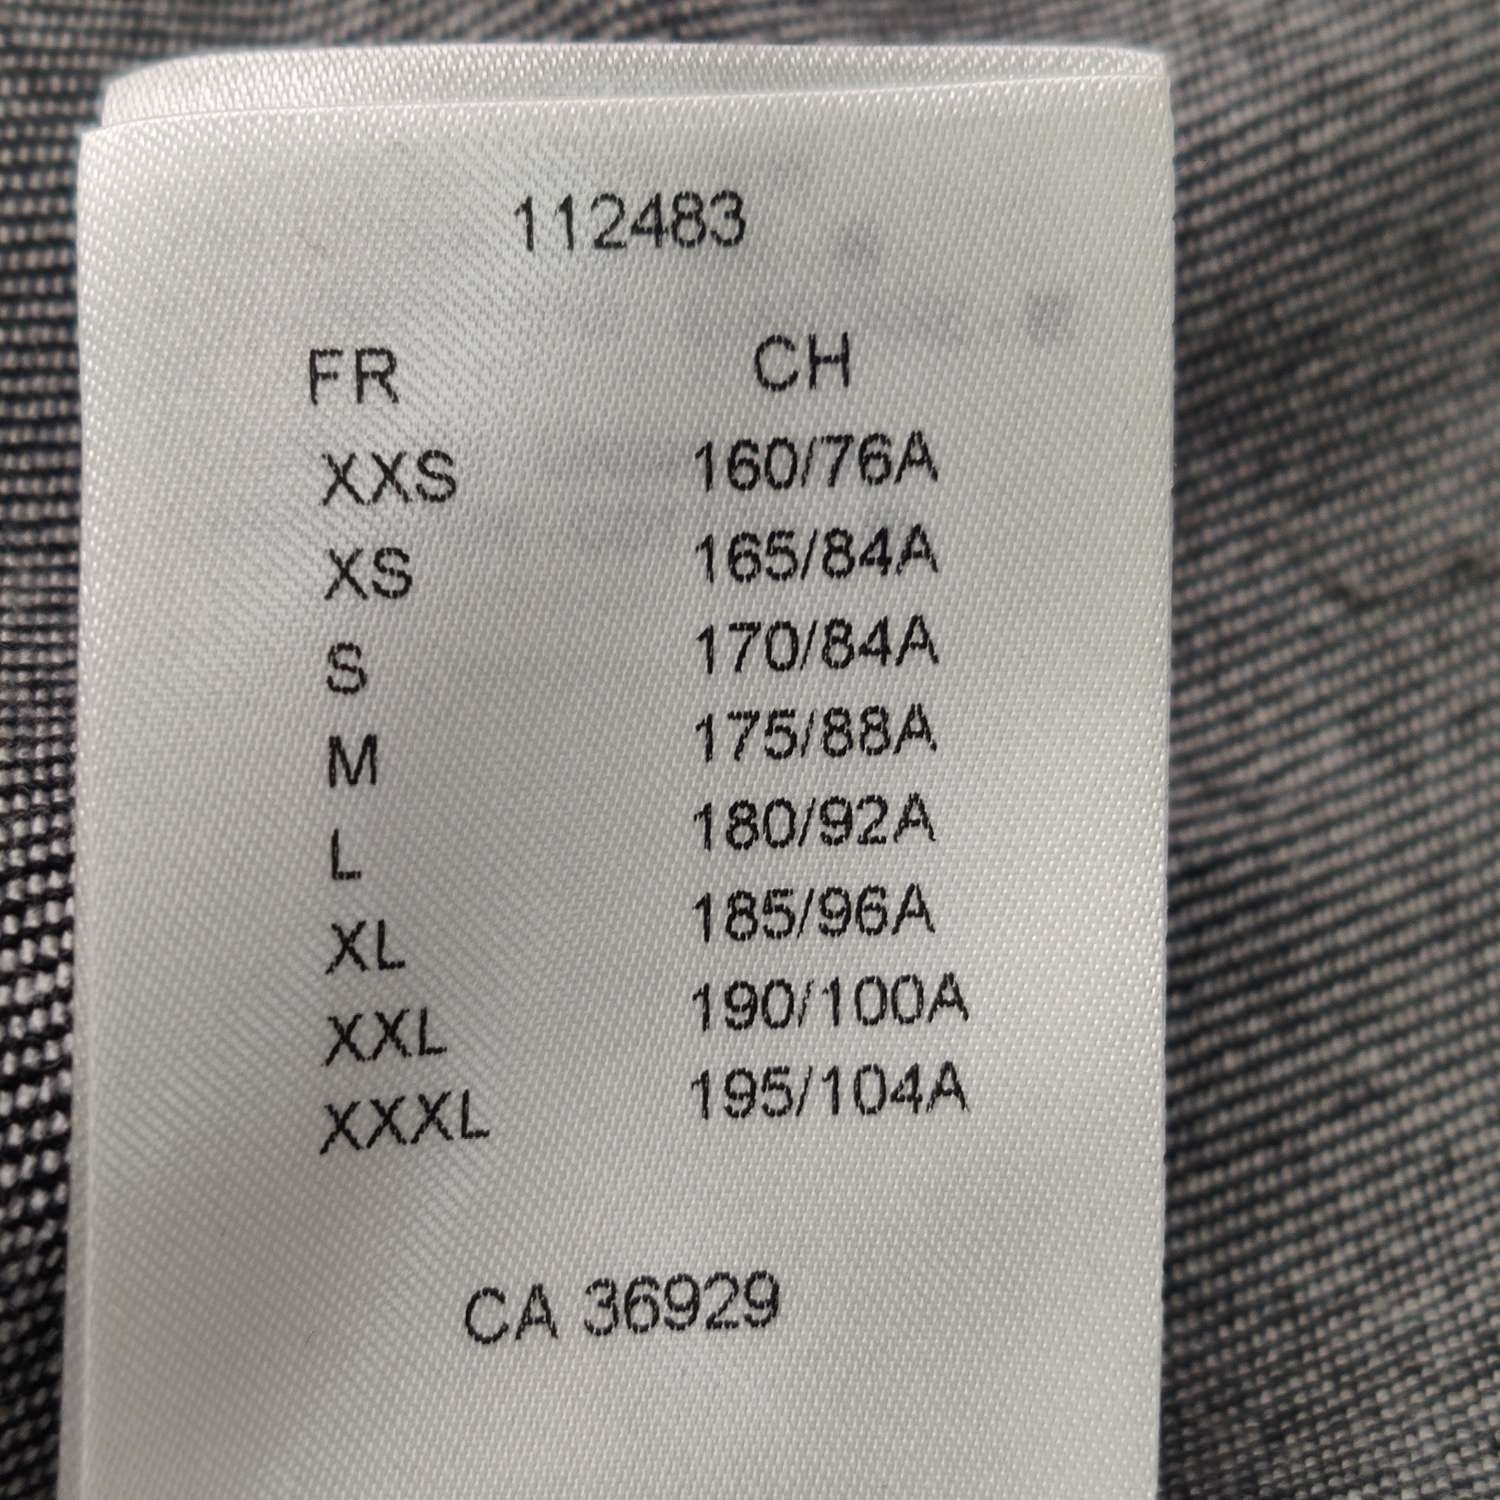 112483
FR CH
XXS 160/76A
XS 165/84A
S 170/84A
M 175/88A
L 180/92A
XL 185/96A
XXL 190/100A
XXXL 195/104A
CA 36929